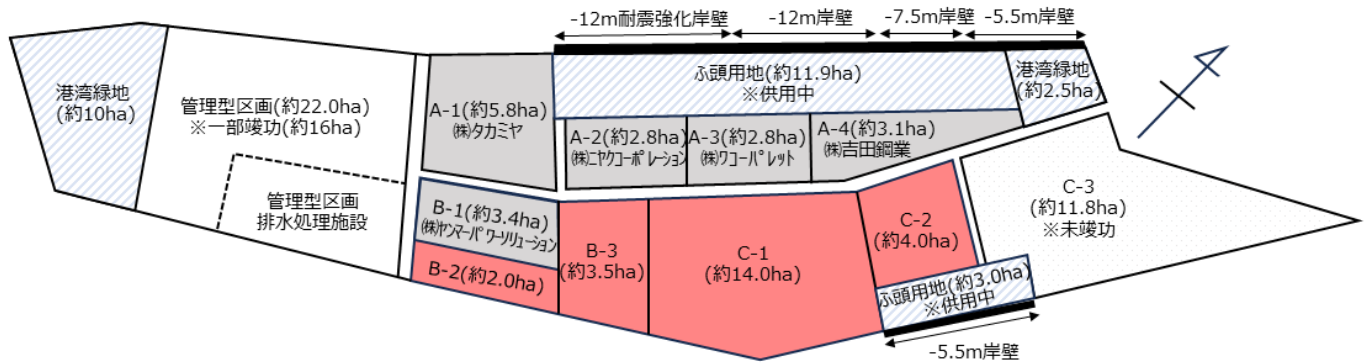 -12m耐震強化岸壁
-12m岸壁
-7.5m岸壁
-5.5m岸壁
港湾緑地
(約10ha)
管理型区画(約22.0ha)
※一部竣功(約16ha)
管理型区画
排水処理施設
A-1(約5.8ha)
㈱タカミヤ
ふ頭用地(約11.9ha)
※供用中
港湾緑地
(約2.5ha)
A-2(約2.8ha)
㈱ニヤクコーポレーション
A-3(約2.8ha)
㈱ワコーパレット
A-4(約3.1ha)
㈱吉田鋼業
B-1(約3.4ha)
㈱ヤンマーパワーソリューション
B-2(約2.0ha)
B-3
(約3.5ha)
C-1
(約14.0ha)
C-2
(約4.0ha)
C-3
(約11.8ha)
※未竣功
ふ頭用地(約3.0ha)
※供用中
-5.5m岸壁